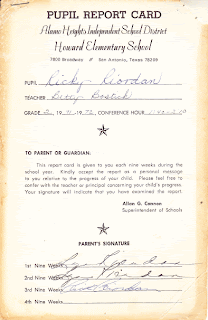 PUPIL REPORT CARD
Alamo Heights Independent School District
Howard Elementary School
7800 BROADWAY SAN ANTONIO, TEXAS 78209
PUPIL Ricky Riordan
TEACHER Betty
GRADE 2 19 71 19 72, CONFERENCE HOUR
TO PARENT OR GUARDIAN:
This report card is given to you each nine weeks during the
school year. Kindly accept the report as a personal message
to you relative to the progress of your child. Please feel free to
confer with the teacher or principal concerning your child's progress.
Your signature will indicate that you have examined the report.
Allan G. Cannon
Superintendent of Schools
PARENT'S SIGNATURE
1st Nine Weeks
2nd Nine Weeks Riordan
3rd Nine Weeks Riordan
4th Nine Weeks